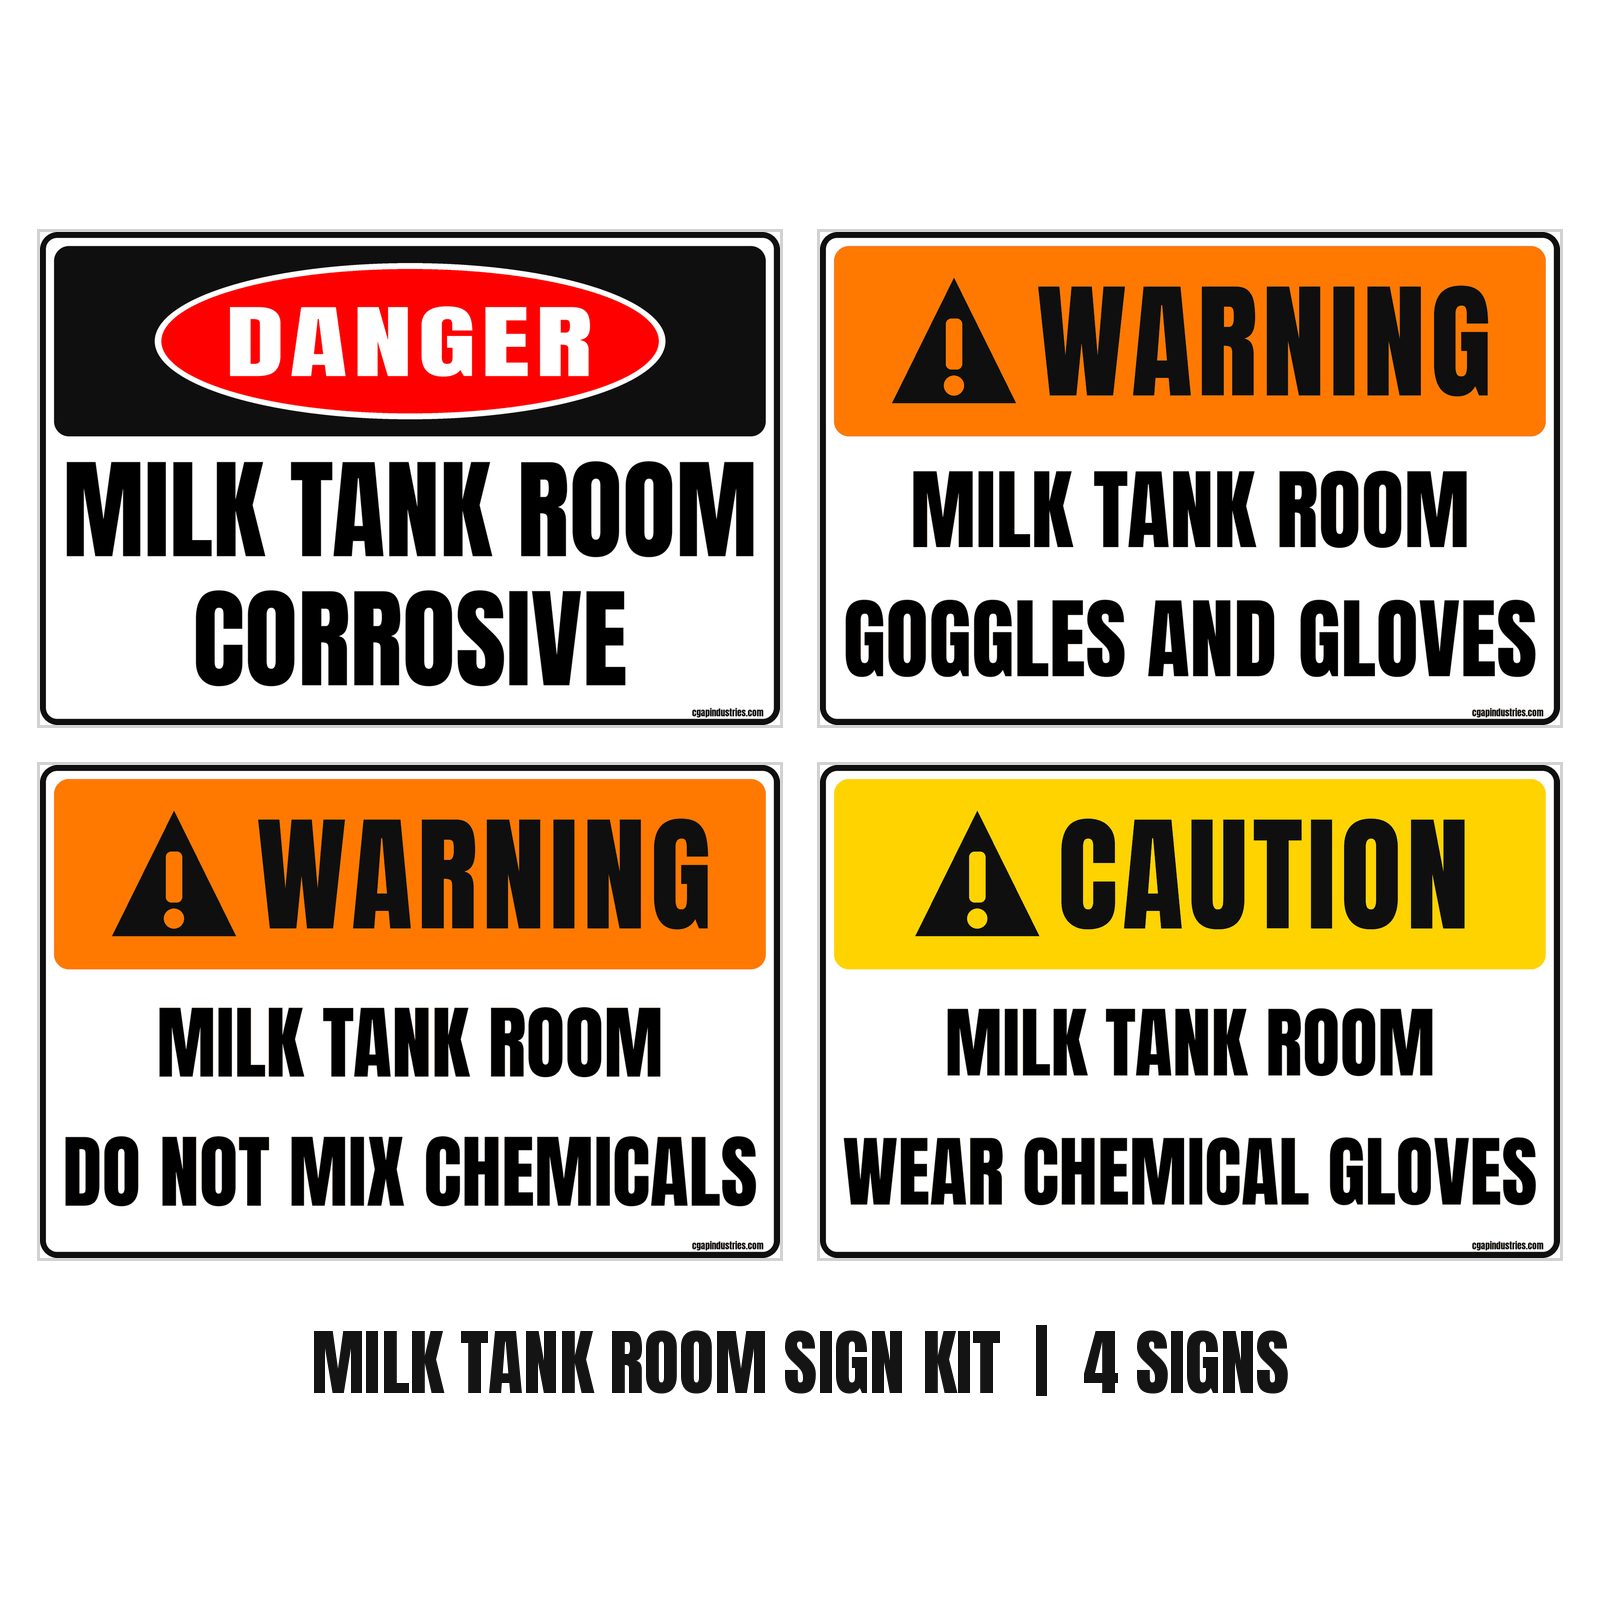 DANGER
MILK TANK ROOM
CORROSIVE
cgapindustries.com
WARNING
MILK TANK ROOM
GOGGLES AND GLOVES
cgapindustries.com
WARNING
MILK TANK ROOM
DO NOT MIX CHEMICALS
cgapindustries.com
CAUTION
MILK TANK ROOM
WEAR CHEMICAL GLOVES
cgapindustries.com
MILK TANK ROOM SIGN KIT | 4 SIGNS